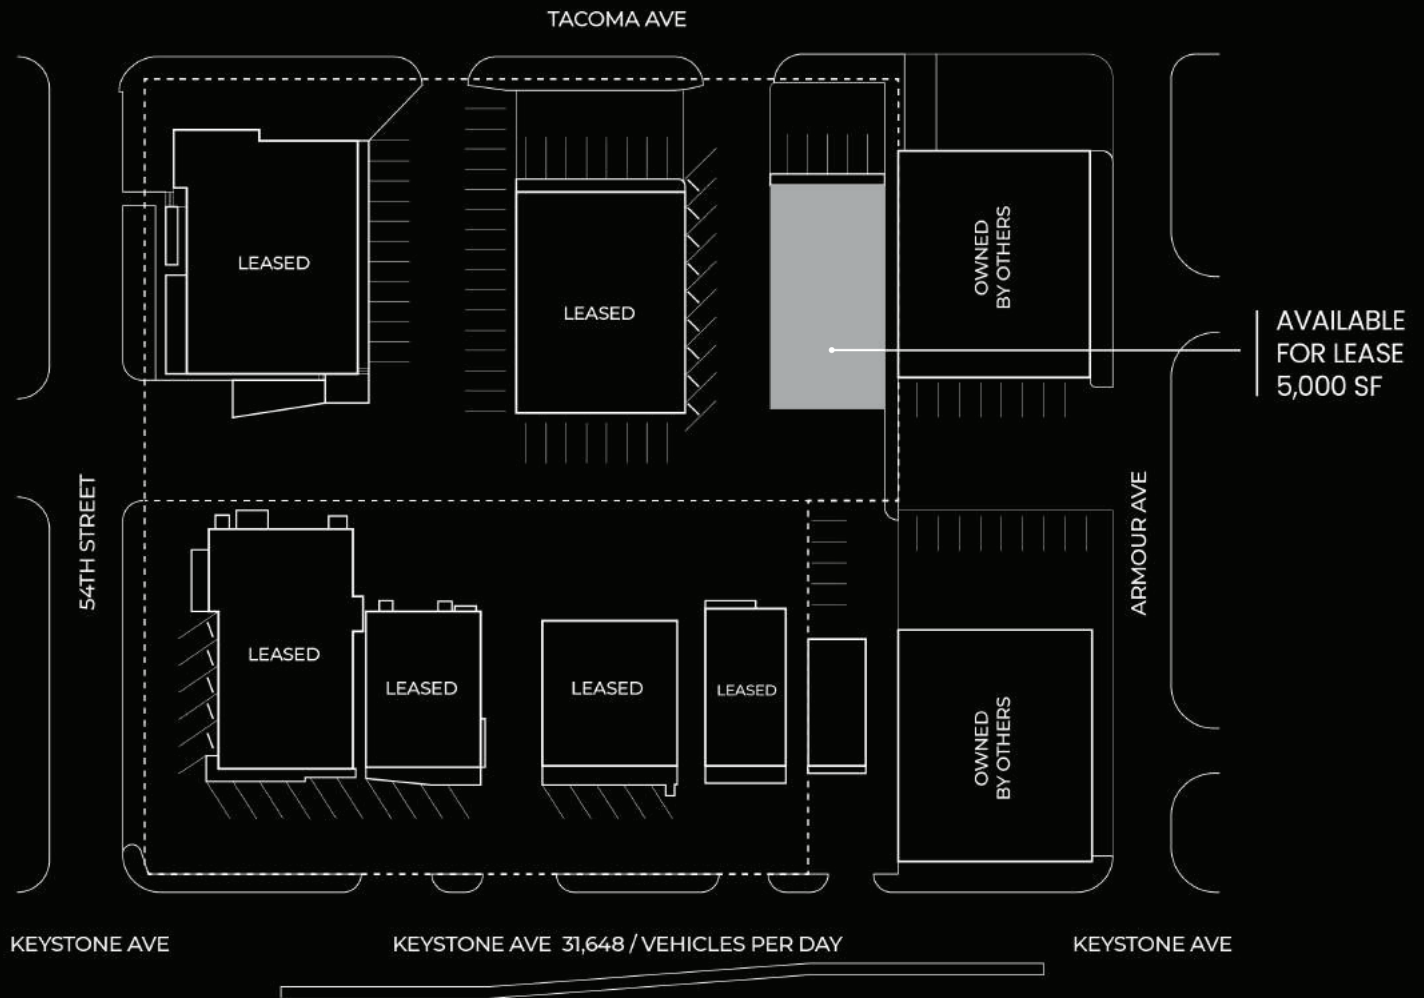 TACOMA AVE
LEASED
LEASED
OWNED
BY OTHERS
AVAILABLE
FOR LEASE
5,000 SF
54TH STREET
ARMOUR AVE
LEASED
LEASED
LEASED
LEASED
OWNED
BY OTHERS
KEYSTONE AVE
KEYSTONE AVE 31,648 / VEHICLES PER DAY
KEYSTONE AVE